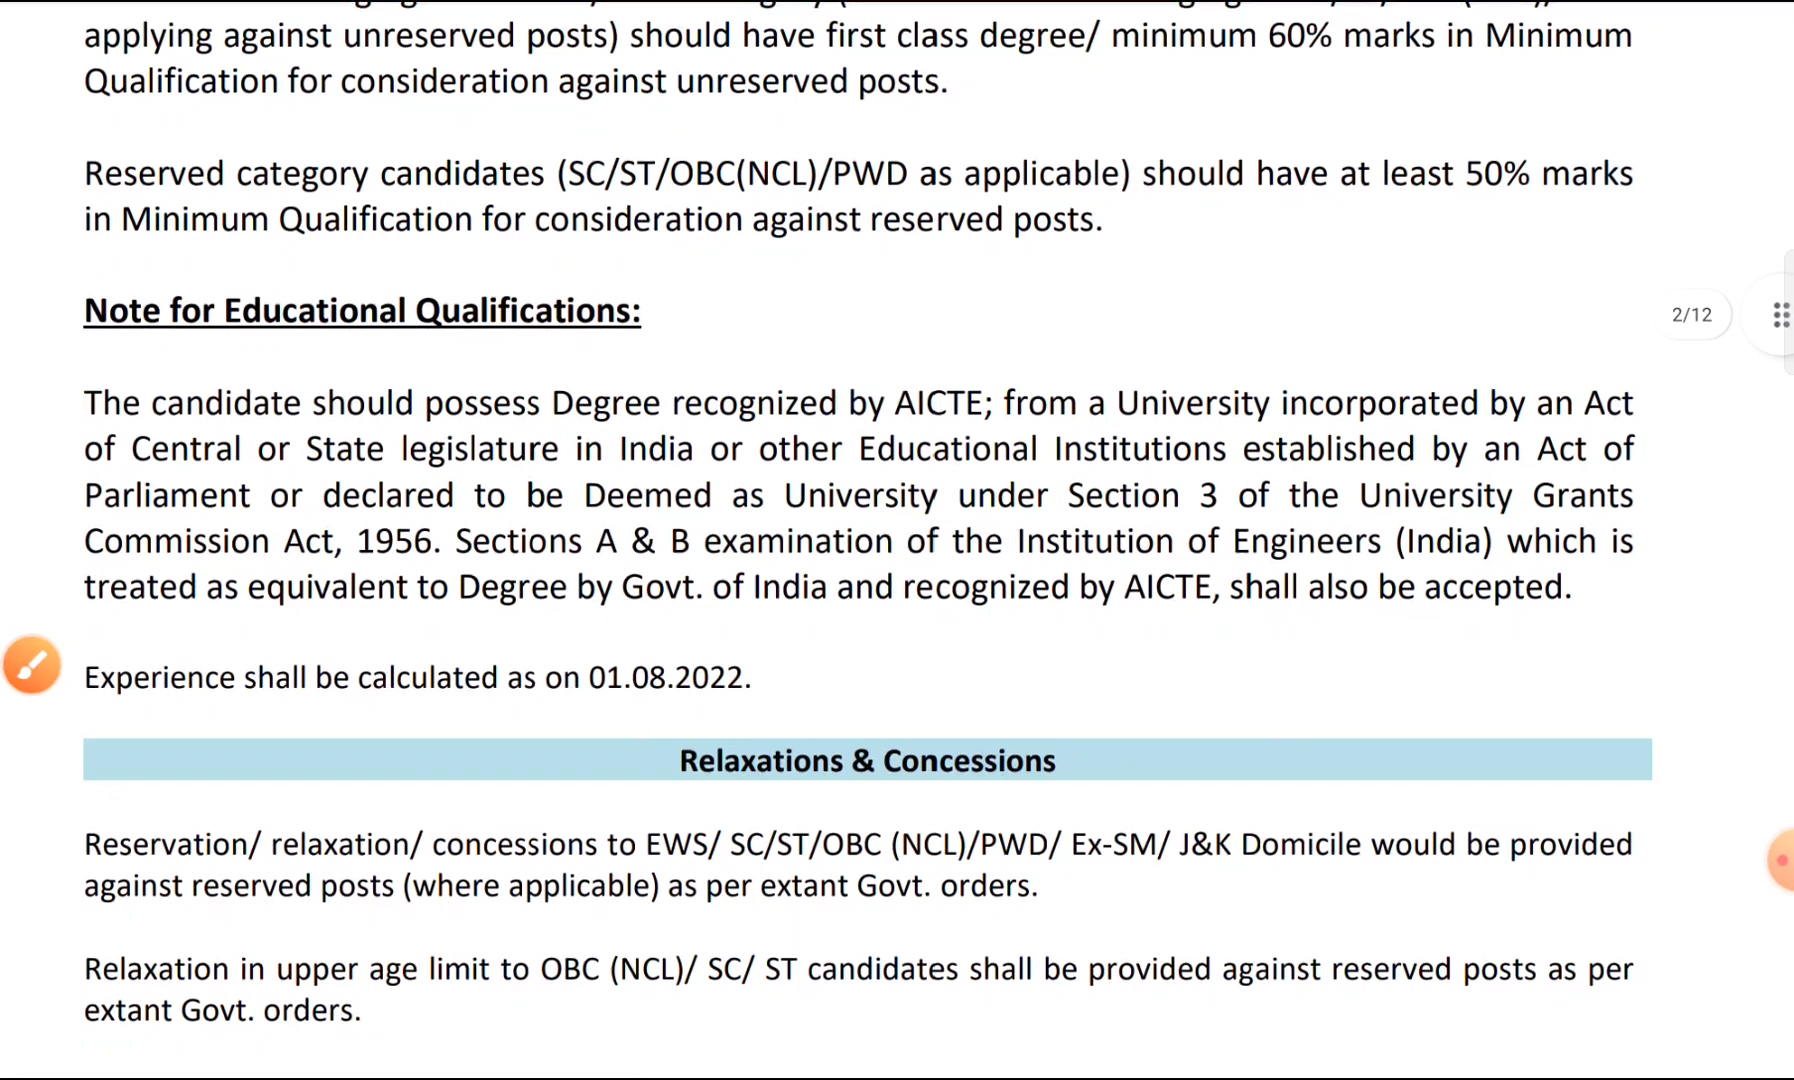 applying against unreserved posts) should have first class degree/ minimum 60% marks in Minimum
Qualification for consideration against unreserved posts.
Reserved category candidates (SC/ST/OBC(NCL)/PWD as applicable) should have at least 50% marks
in Minimum Qualification for consideration against reserved posts.
Note for Educational Qualifications:
2/12
The candidate should possess Degree recognized by AICTE; from a University incorporated by an Act
of Central or State legislature in India or other Educational Institutions established by an Act of
Parliament or declared to be Deemed as University under Section 3 of the University Grants
Commission Act, 1956. Sections A & B examination of the Institution of Engineers (India) which is
treated as equivalent to Degree by Govt. of India and recognized by AICTE, shall also be accepted.
Experience shall be calculated as on 01.08.2022.
Relaxations & Concessions
Reservation/ relaxation/ concessions to EWS/ SC/ST/OBC (NCL)/PWD/ Ex-SM/ J&K Domicile would be provided
against reserved posts (where applicable) as per extant Govt. orders.
Relaxation in upper age limit to OBC (NCL)/ SC/ ST candidates shall be provided against reserved posts as per
extant Govt. orders.